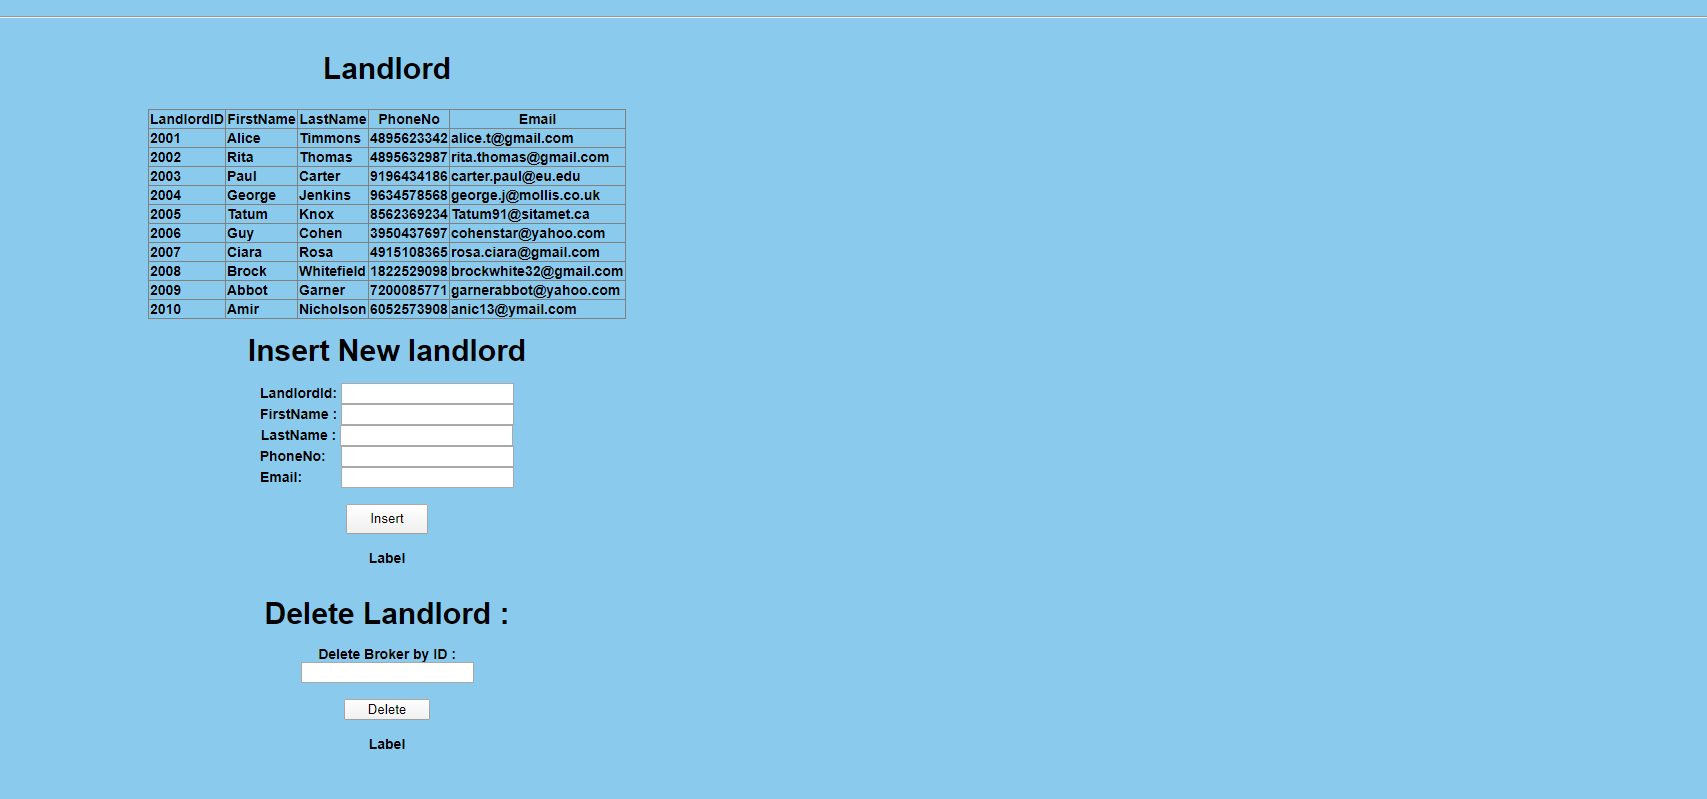 Landlord
LandlordID FirstName LastName PhoneNo Email
2001 Alice Timmons 4895623342 alice.t@gmail.com
2002 Rita Thomas 4895632987 rita.thomas@gmail.com
2003 Paul Carter 9196434186 carter.paul@eu.edu
2004 George Jenkins 9634578568 george.j@mollis.co.uk
2005 Tatum Knox 8562369234 Tatum91@sitamet.ca
2006 Guy Cohen 3950437697 cohenstar@yahoo.com
2007 Ciara Rosa 4915108365 rosa.ciara@gmail.com
2008 Brock Whitefield 1822529098 brockwhite32@gmail.com
2009 Abbot Garner 7200085771 garnerabbot@yahoo.com
2010 Amir Nicholson 6052573908 anic13@ymail.com
Insert New landlord
LandlordId:
FirstName :
LastName :
PhoneNo:
Email:
Insert
Label
Delete Landlord :
Delete Broker by ID :
Delete
Label